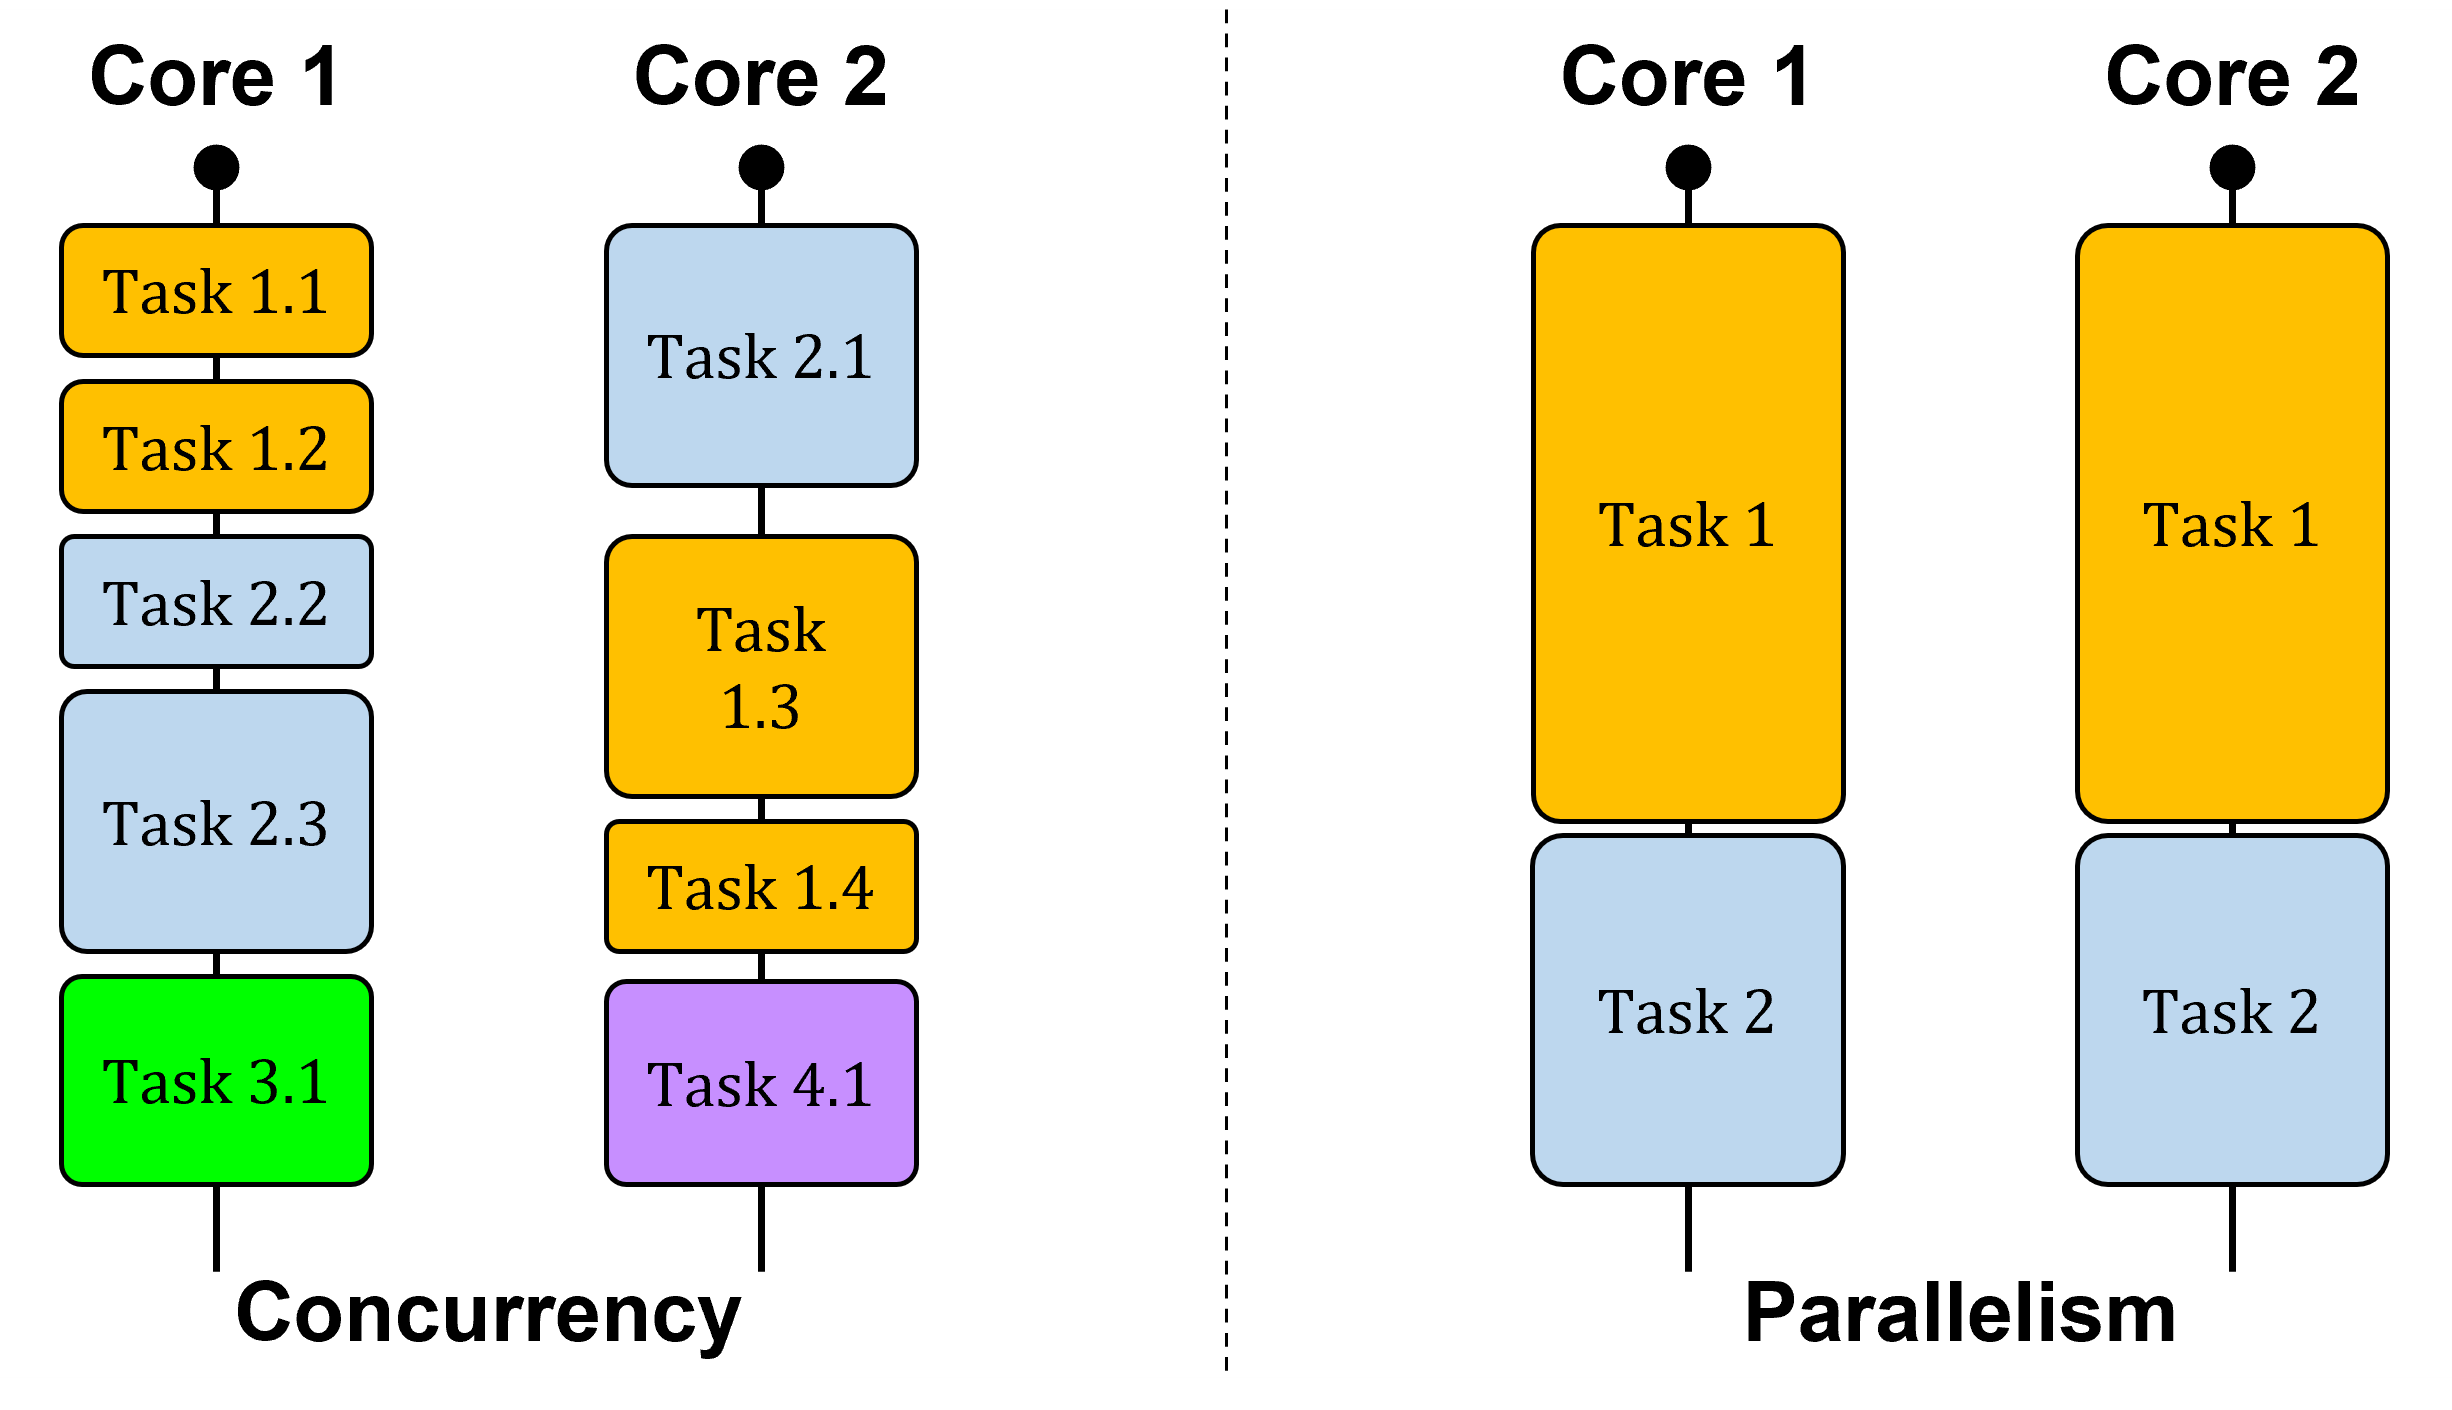 Core 1
Core 2
Task 1.1
Task 1.2
Task 2.2
Task 2.3
Task 3.1
Task 2.1
Task
1.3
Task 1.4
Task 4.1
Concurrency
Core 1
Core 2
Task 1
Task 2
Task 1
Task 2
Parallelism